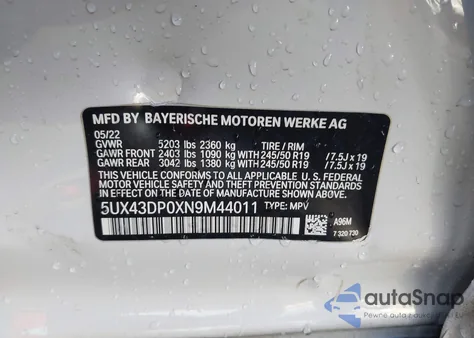 MFD BY BAYERISCHE MOTOREN WERKE AG
05/22
GVWR 5203 lbs 2360 kg TIRE / RIM
GAWR FRONT 2403 lbs 1090 kg WITH 245/50 R19 /7.5J x 19
GAWR REAR 3042 lbs 1380 kg WITH 245/50 R19 /7.5J x 19
THIS VEHICLE CONFORMS TO ALL APPLICABLE U. S. FEDERAL
MOTOR VEHICLE SAFETY STANDARDS IN
EFFECT ON THE DATE OF MANUFACTURE SHOWN ABOVE.
5UX43DP0XN9M44011 TYPE: MPV
A96M
7 320 730
autoSnap
Pewne auto z